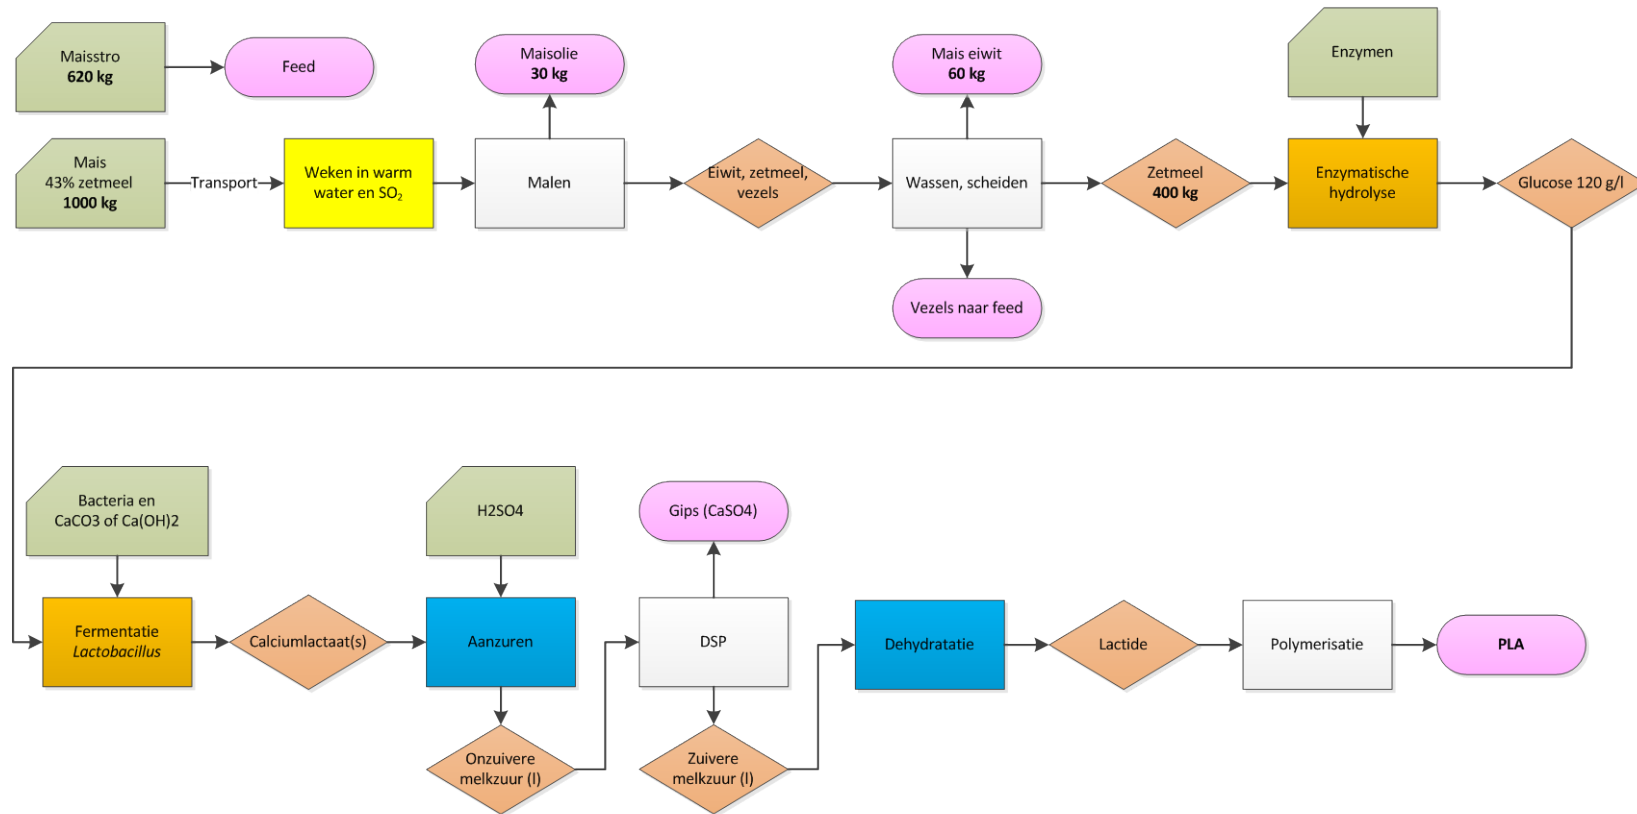 Maisstro
620 kg
Feed
Maisolie
30 kg
Mais eiwit
60 kg
Enzymen
Mais
43% zetmeel
1000 kg
Transport
Weken in warm
water en SO₂
Malen
Eiwit, zetmeel,
vezels
Wassen, scheiden
Zetmeel
400 kg
Enzymatische
hydrolyse
Glucose 120 g/l
Vezels naar feed
Bacteria en
CaCO3 of Ca(OH)2
H2SO4
Gips (CaSO4)
Fermentatie
Lactobacillus
Calciumlactaat(s)
Aanzuren
DSP
Dehydratatie
Lactide
Polymerisatie
PLA
Onzuivere
melkzuur (l)
Zuivere
melkzuur (l)